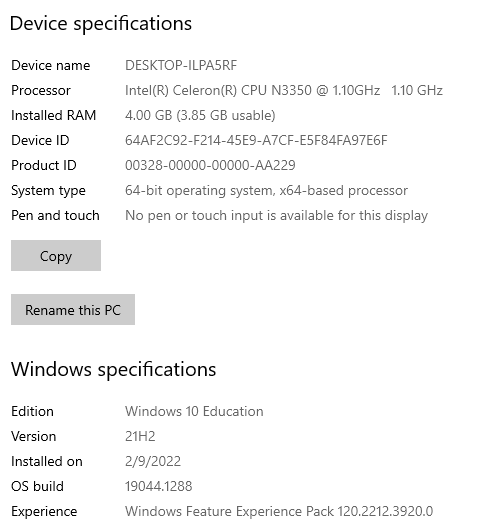 Device specifications
Device name DESKTOP-ILPA5RF
Processor Intel(R) Celeron(R) CPU N3350 @ 1.10GHz 1.10 GHz
Installed RAM 4.00 GB (3.85 GB usable)
Device ID 64AF2C92-F214-45E9-A7CF-E5F84FA97E6F
Product ID 00328-00000-00000-AA229
System type 64-bit operating system, x64-based processor
Pen and touch No pen or touch input is available for this display
Copy
Rename this PC
Windows specifications
Edition Windows 10 Education
Version 21H2
Installed on 2/9/2022
OS build 19044.1288
Experience Windows Feature Experience Pack 120.2212.3920.0